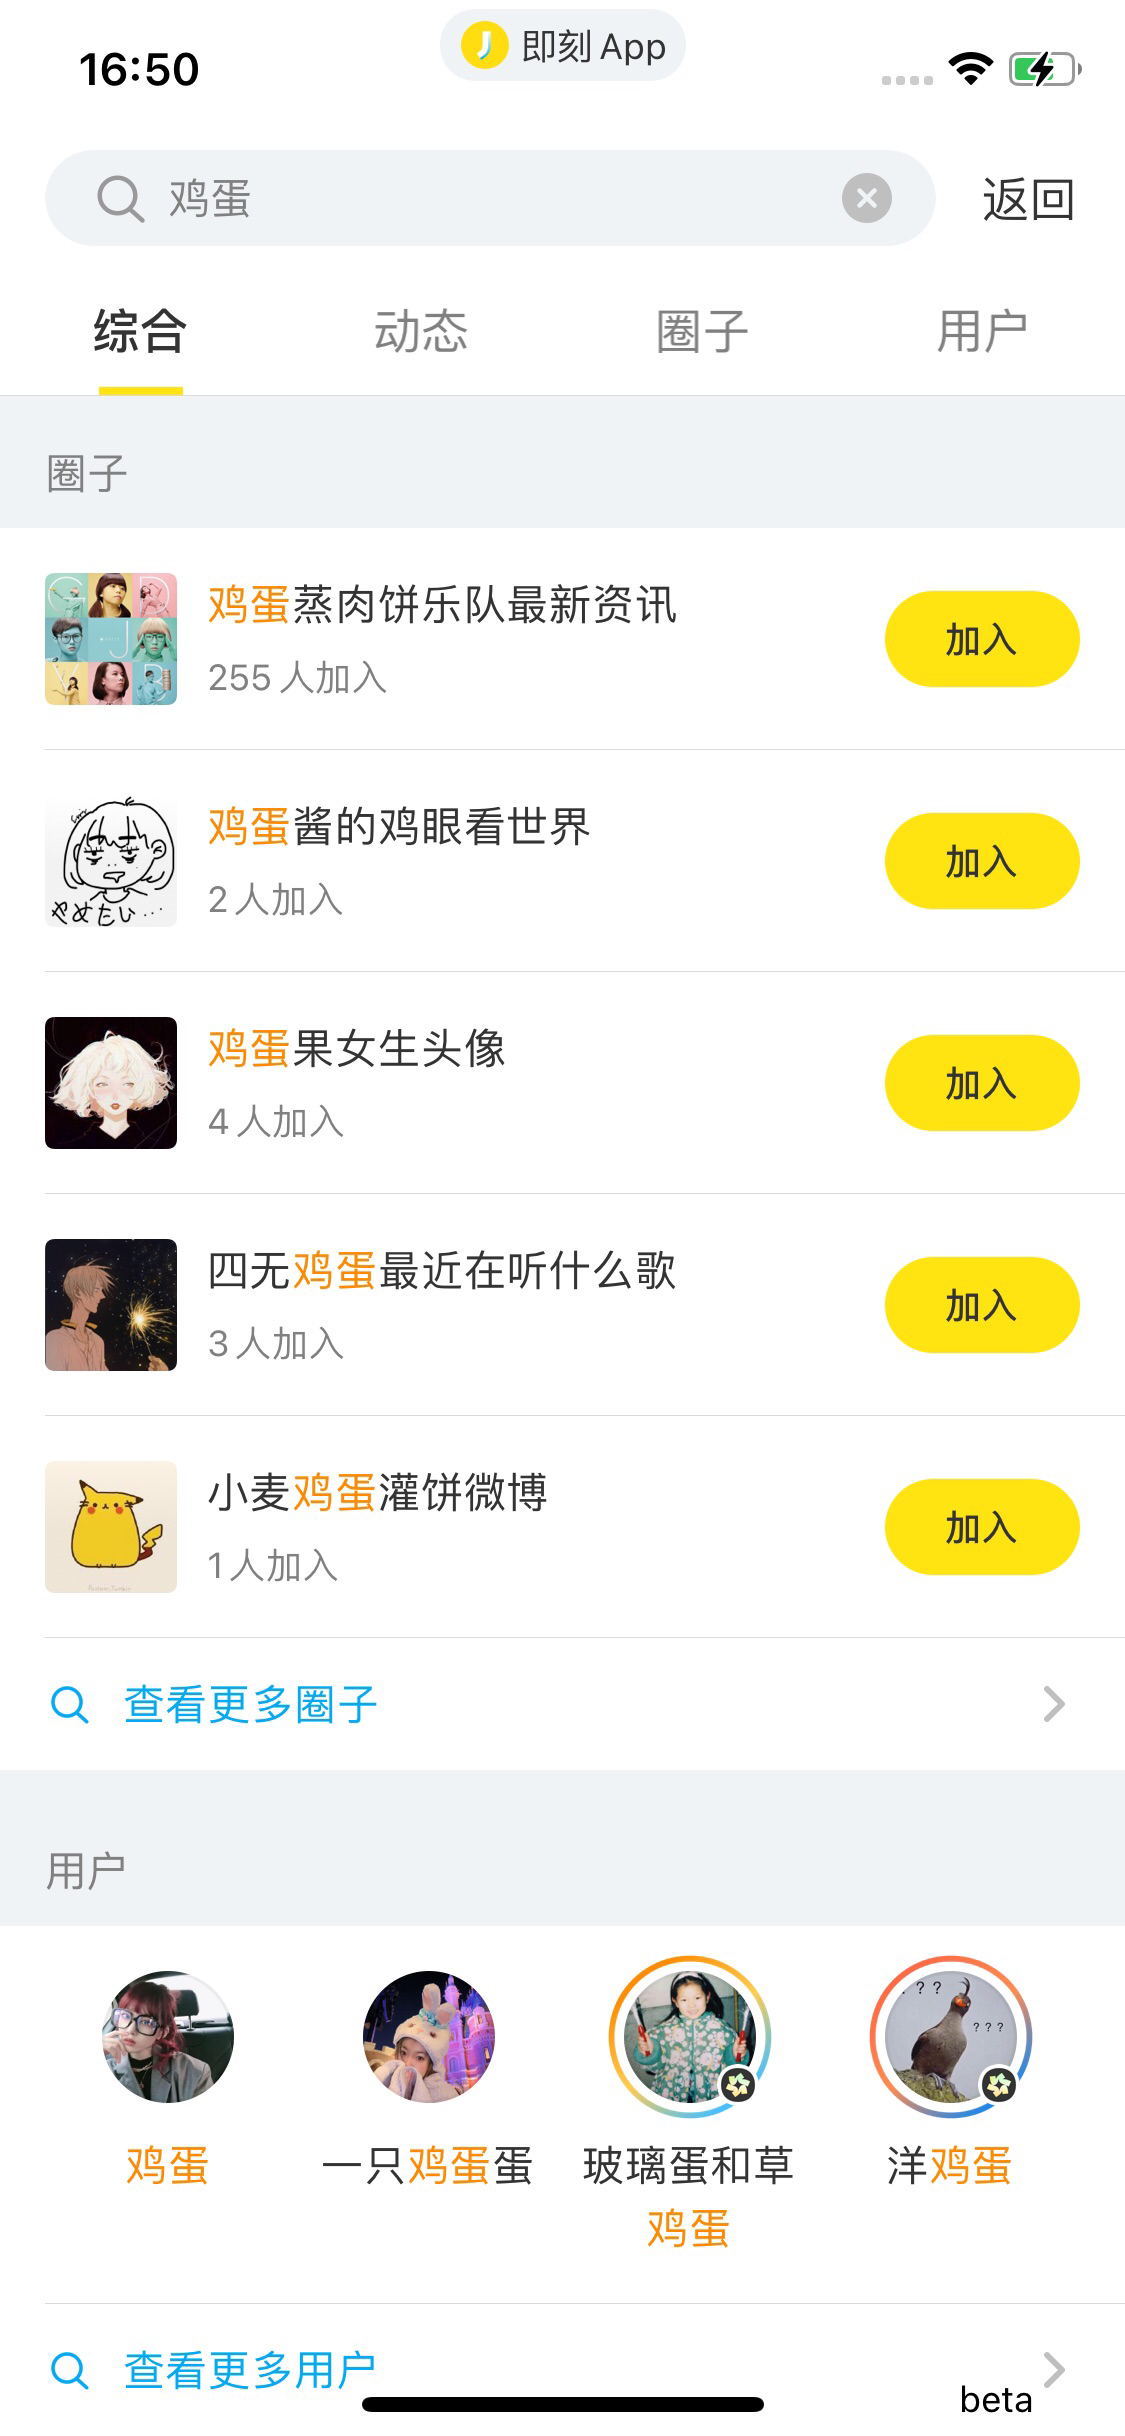 16:50
即刻 App
鸡蛋
返回
综合 动态 圈子 用户
圈子
鸡蛋蒸肉饼乐队最新资讯
255 人加入
加入
鸡蛋酱的鸡眼看世界
2 人加入
加入
やめたい…
鸡蛋果女生头像
4 人加入
加入
四无鸡蛋最近在听什么歌
3 人加入
加入
小麦鸡蛋灌饼微博
1 人加入
加入
查看更多圈子
用户
? ?
? ? ?
鸡蛋
一只鸡蛋蛋
玻璃蛋和草
鸡蛋
洋鸡蛋
查看更多用户
beta